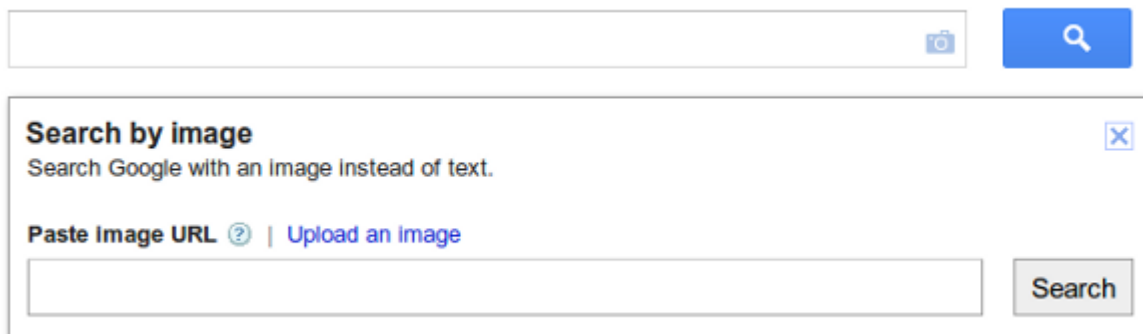 Search by image
Search Google with an image instead of text.
Paste image URL ? | Upload an image
Search